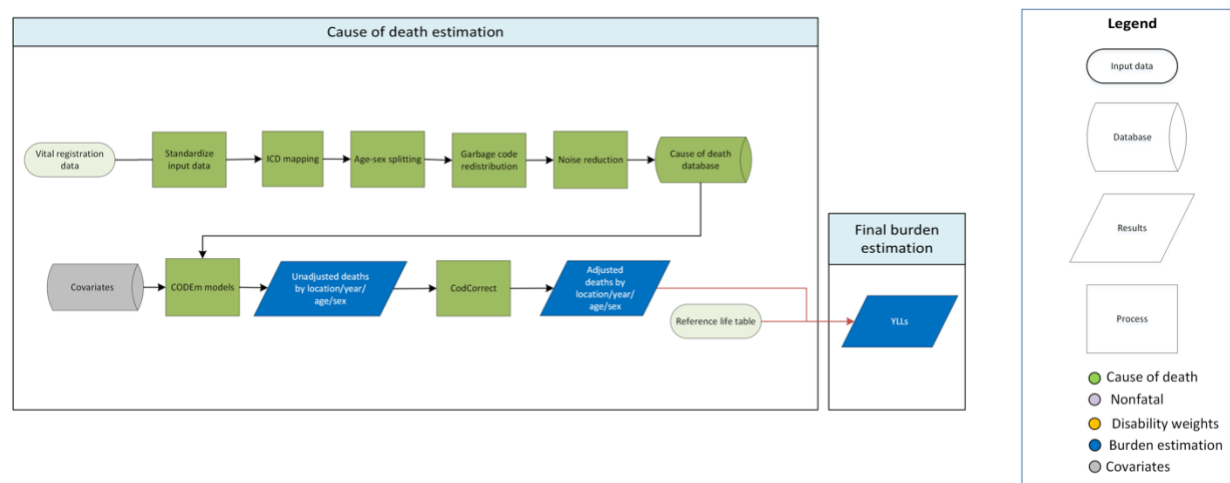 Cause of death estimation
Vital registration
data
Standardize
input data
ICD mapping
Age-sex splitting
Garbage code
redistribution
Noise reduction
Cause of death
database
Covariates
CODEm models
Unadjusted deaths
by location/year/
age/sex
CodCorrect
Adjusted
deaths by
location/year/
age/sex
Reference life table
Final burden
estimation
YLLs
Legend
Input data
Database
Results
Process
Cause of death
Nonfatal
Disability weights
Burden estimation
Covariates